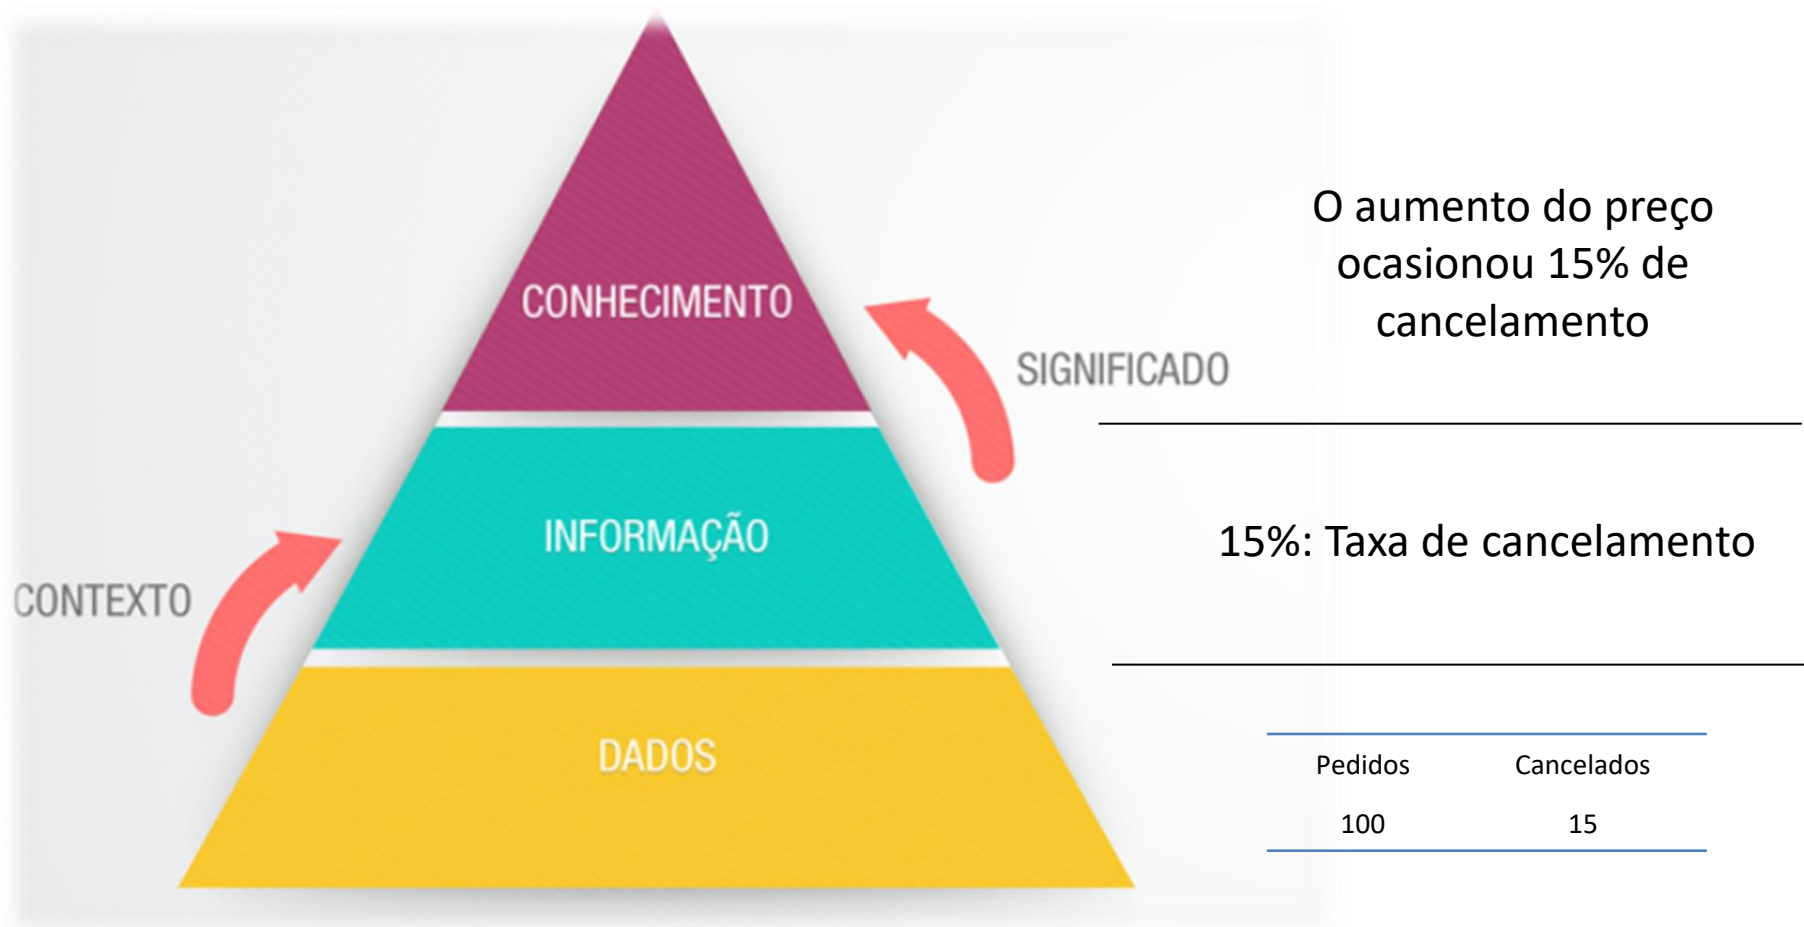 O aumento do preço
ocasionou 15% de
cancelamento
CONHECIMENTO
SIGNIFICADO
INFORMAÇÃO
15%: Taxa de cancelamento
CONTEXTO
DADOS
Pedidos Cancelados
100 15